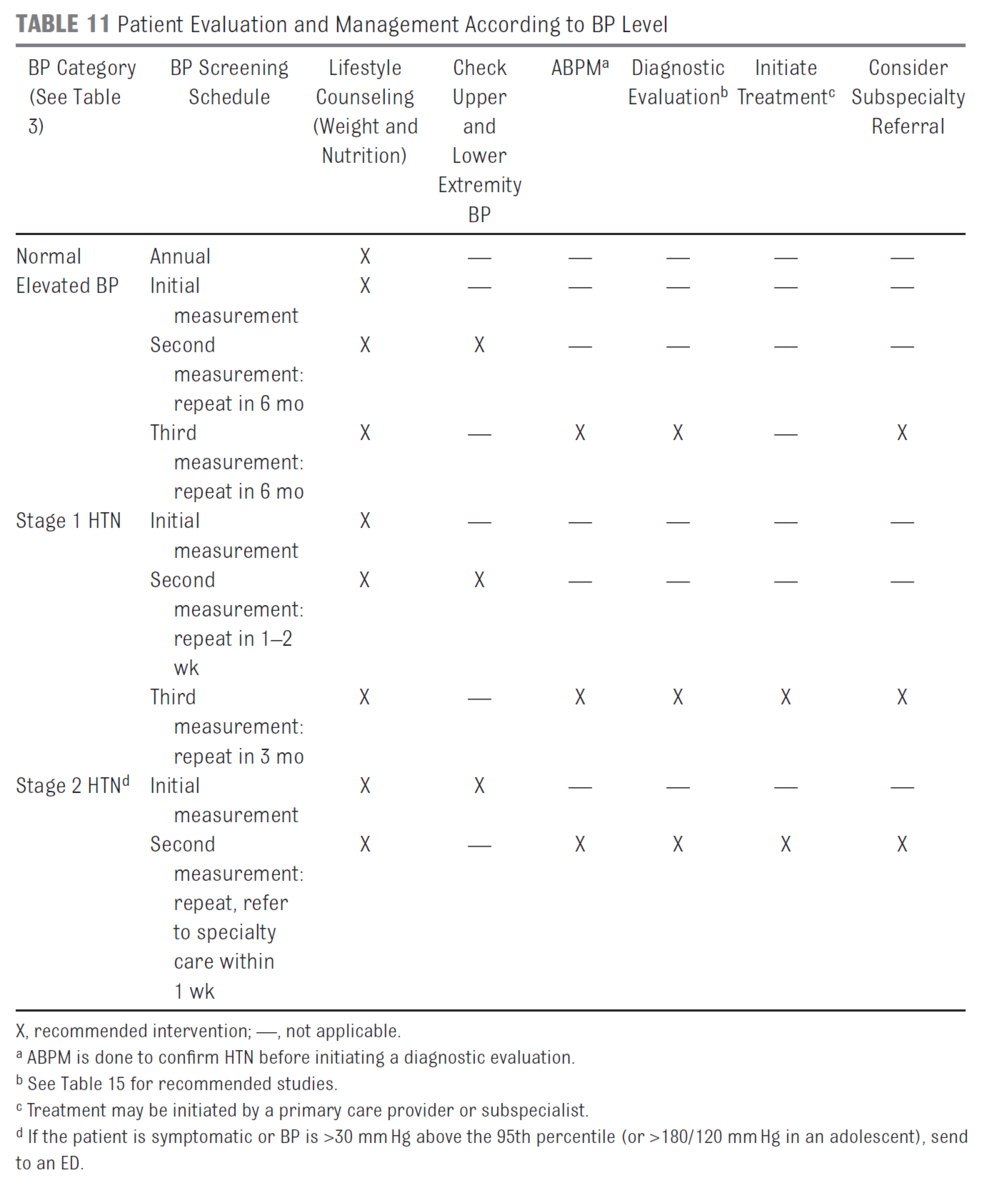 TABLE 11 Patient Evaluation and Management According to BP Level
BP Category (See Table 3) BP Screening Schedule Lifestyle Counseling (Weight and Nutrition) Check Upper and Lower Extremity BP ABPMa Diagnostic Evaluationb Initiate Treatmentc Consider Subspecialty Referral
Normal Annual X — — — — —
Elevated BP Initial X — — — — —
measurement
Second X X — — — —
measurement:
repeat in 6 mo
Third X — X X — X
measurement:
repeat in 6 mo
Stage 1 HTN Initial X — — — — —
measurement
Second X X — — — —
measurement:
repeat in 1–2
wk
Third X — X X X X
measurement:
repeat in 3 mo
Stage 2 HTNd Initial X X — — — —
measurement
Second X — X X X X
measurement:
repeat, refer
to specialty
care within
1 wk
X, recommended intervention; —, not applicable.
a ABPM is done to confirm HTN before initiating a diagnostic evaluation.
b See Table 15 for recommended studies.
c Treatment may be initiated by a primary care provider or subspecialist.
d If the patient is symptomatic or BP is >30 mm Hg above the 95th percentile (or >180/120 mm Hg in an adolescent), send
to an ED.